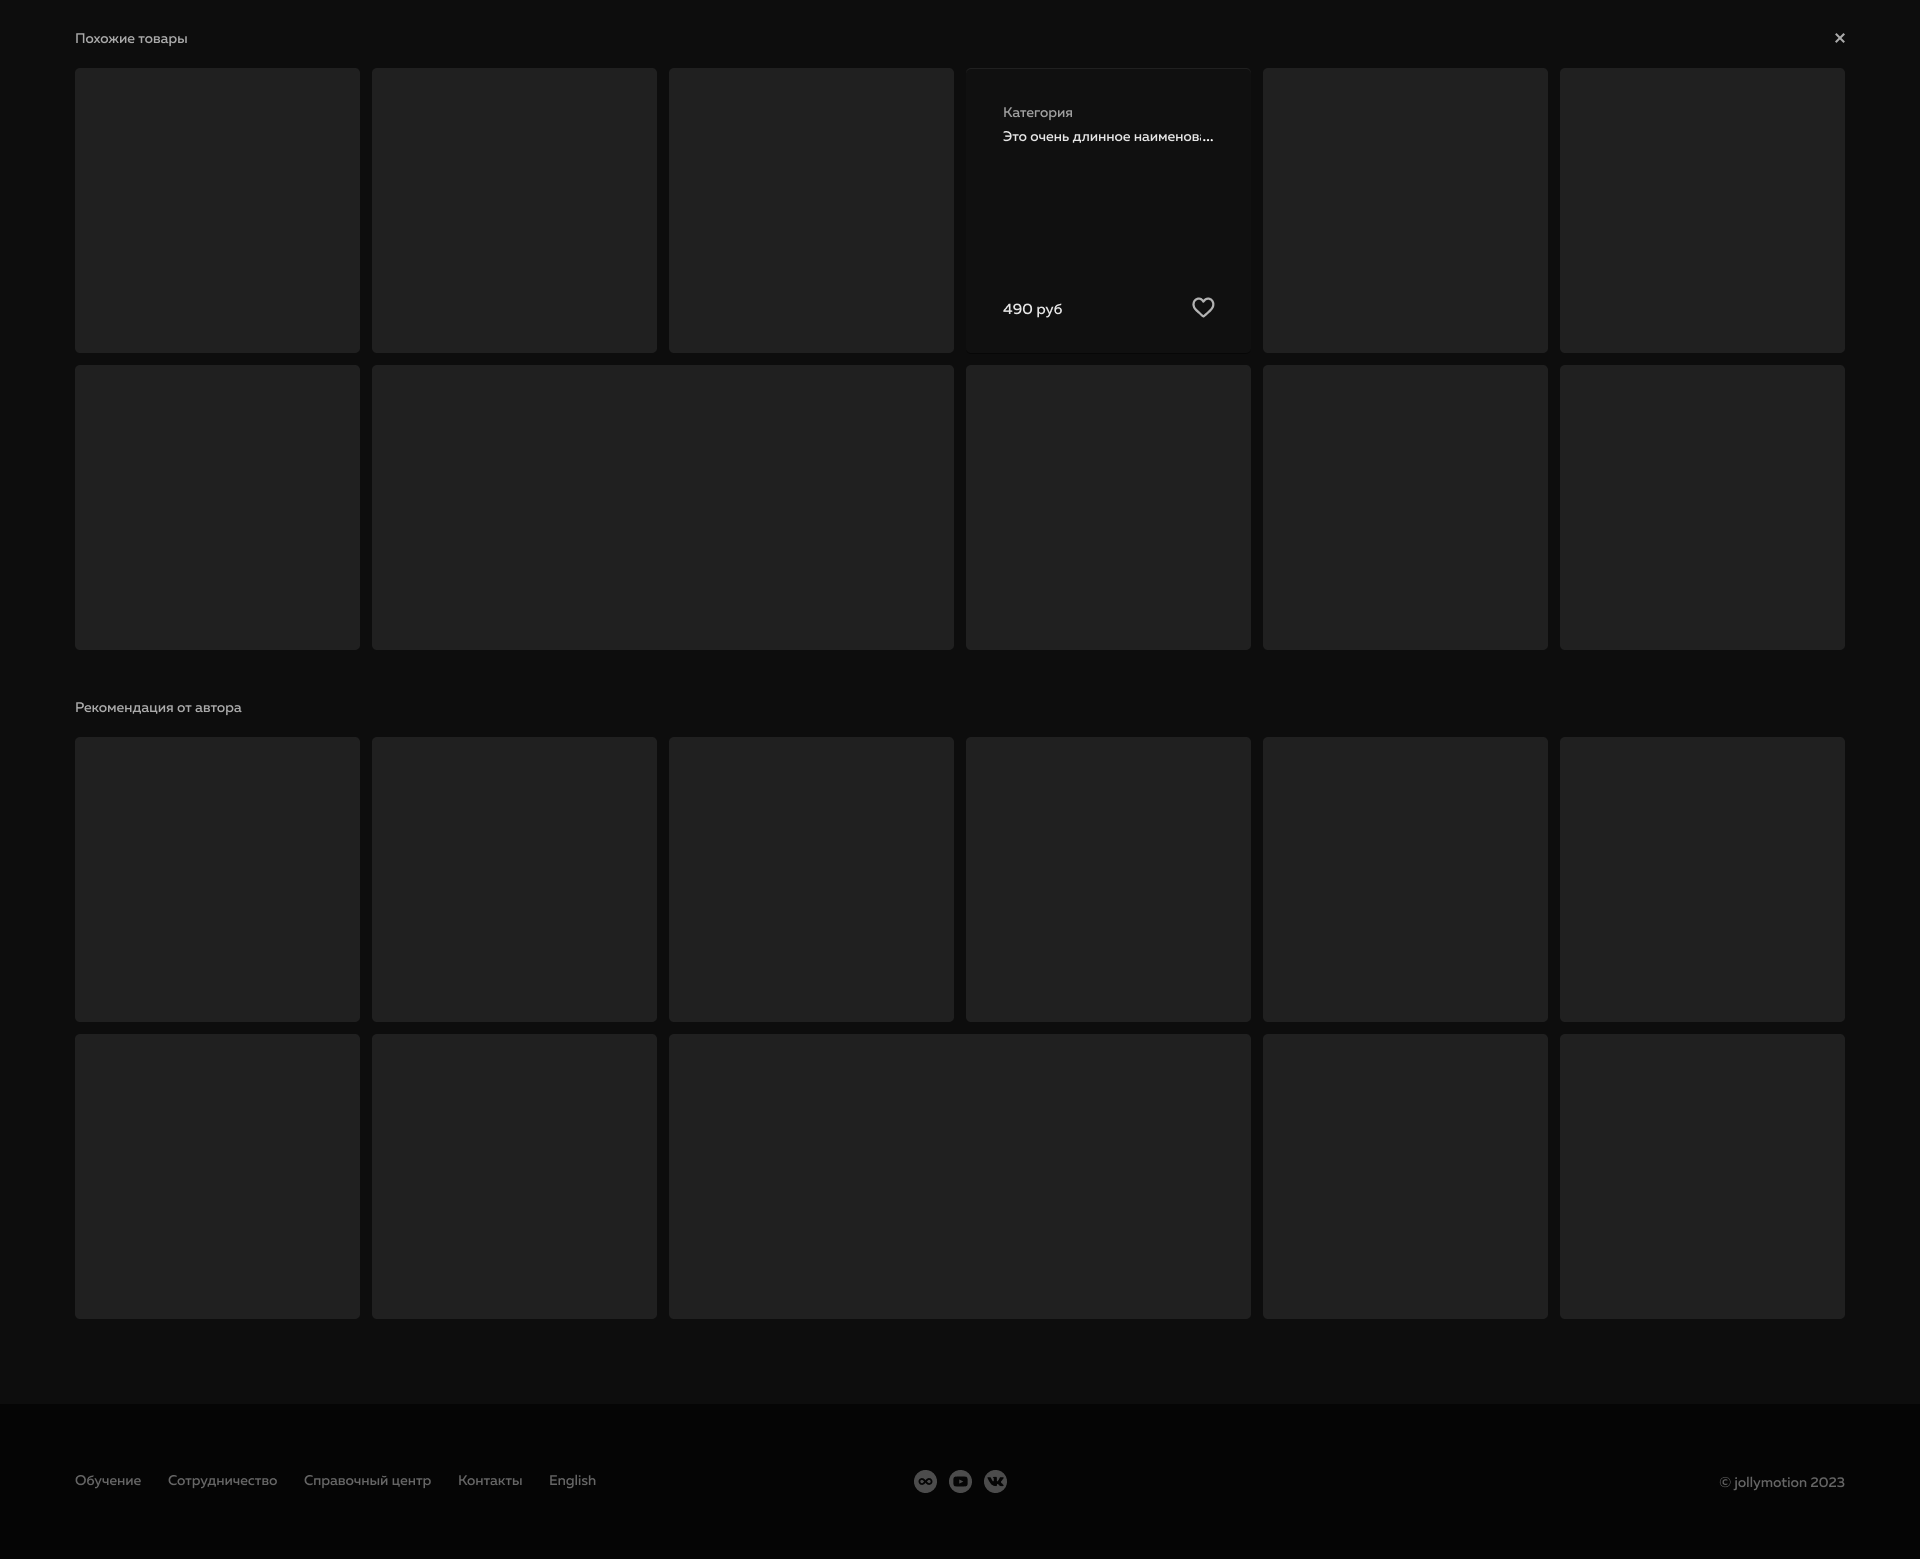 Похожие товары
Категория
Это очень длинное наименов...
490 руб
Рекомендация от автора
Обучение Сотрудничество Справочный центр Контакты English
© jollymotion 2023